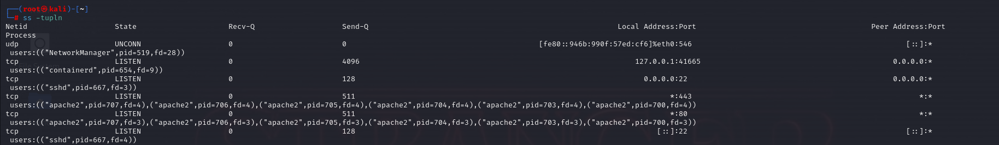 ┌──(root㉿kali)-[~]
└─# ss -tupln
Netid State Recv-Q Send-Q Local Address:Port Peer Address:Port
Process
udp UNCONN 0 0 [fe80::946b:990f:57ed:cf6]%eth0:546 [::]:*
users:(("NetworkManager",pid=519,fd=28))
tcp LISTEN 0 4096 127.0.0.1:41665 0.0.0.0:*
users:(("containerd",pid=654,fd=9))
tcp LISTEN 0 128 0.0.0.0:22 0.0.0.0:*
users:(("sshd",pid=667,fd=3))
tcp LISTEN 0 511 *:443 *:*
users:(("apache2",pid=707,fd=4),("apache2",pid=706,fd=4),("apache2",pid=705,fd=4),("apache2",pid=704,fd=4),("apache2",pid=703,fd=4),("apache2",pid=700,fd=4))
tcp LISTEN 0 511 *:80 *:*
users:(("apache2",pid=707,fd=3),("apache2",pid=706,fd=3),("apache2",pid=705,fd=3),("apache2",pid=704,fd=3),("apache2",pid=703,fd=3),("apache2",pid=700,fd=3))
tcp LISTEN 0 128 [::]:22 [::]:*
users:(("sshd",pid=667,fd=4))